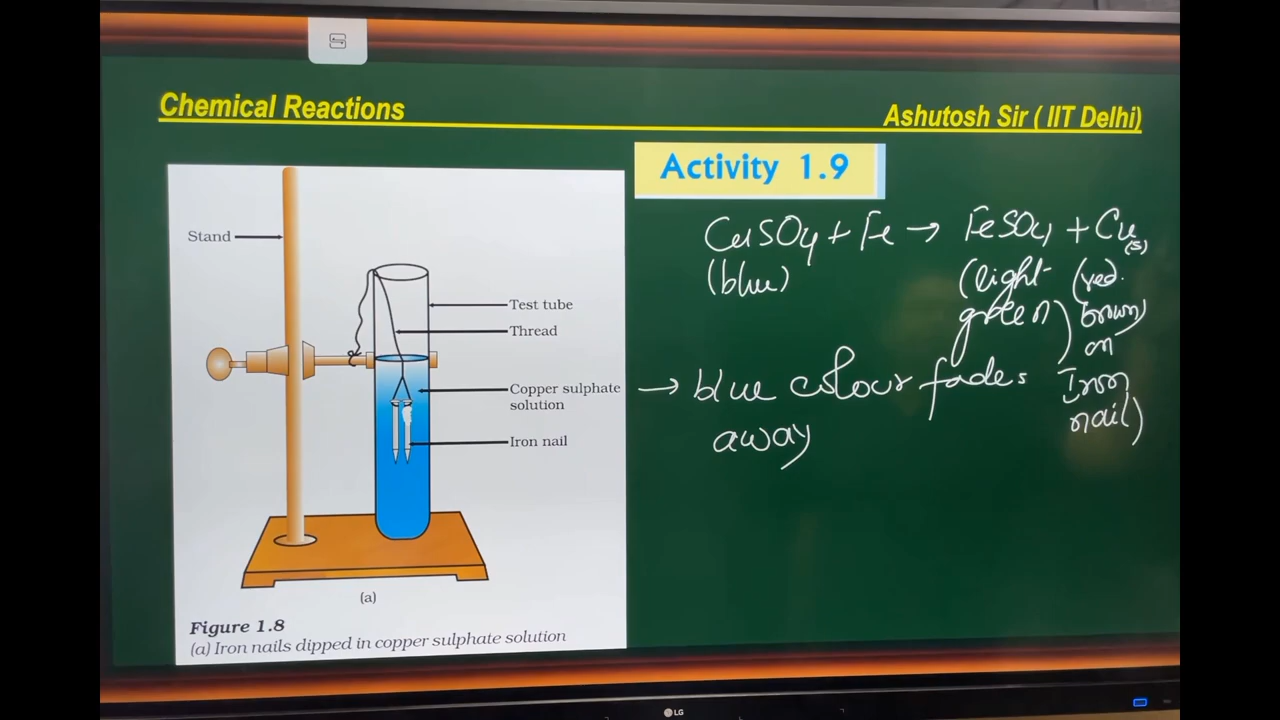 Chemical Reactions
Ashutosh Sir ( IIT Delhi)
Activity 1.9
Stand
Test tube
Thread
Copper sulphate
solution
Iron nail
(a)
Figure 1.8
(a) Iron nails dipped in copper sulphate solution
CuSO4 + Fe → FeSO4 + Cu(s)
(blue)
(light
green)
(red.
brown
on
Iron
nail)
→ blue colour fades
away
LG